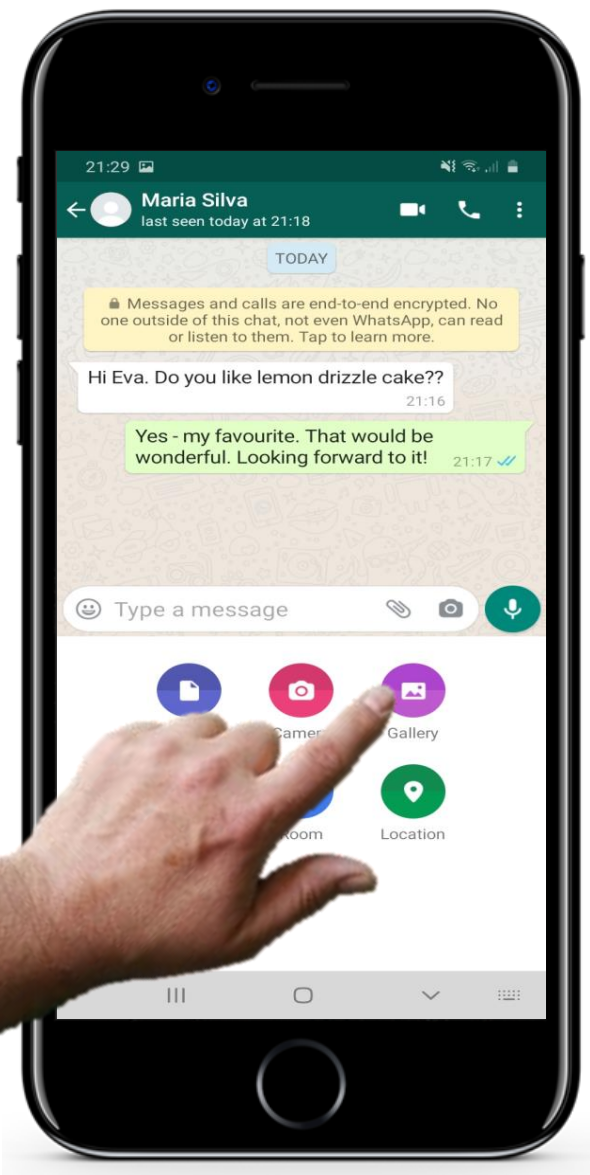 21:29
Maria Silva
last seen today at 21:18
TODAY
Messages and calls are end-to-end encrypted. No
one outside of this chat, not even WhatsApp, can read
or listen to them. Tap to learn more.
Hi Eva. Do you like lemon drizzle cake??
21:16
Yes - my favourite. That would be
wonderful. Looking forward to it!
21:17
Type a message
Gallery
Location